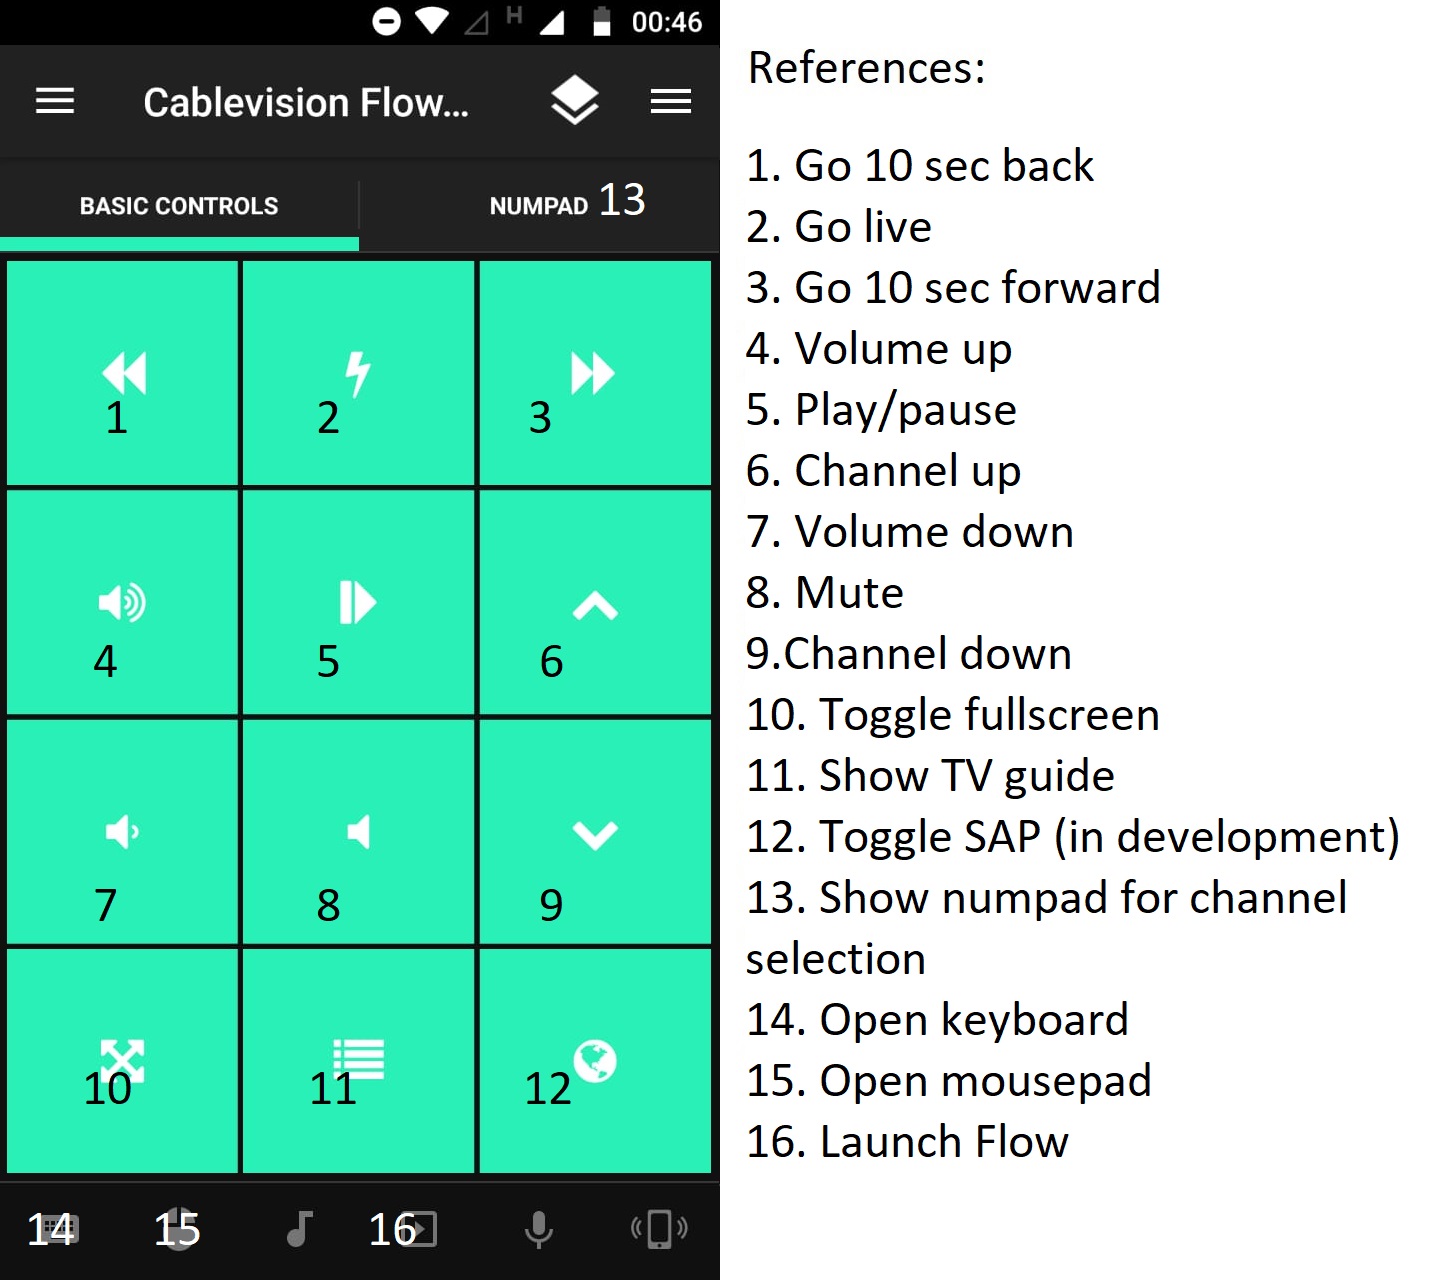 H 00:46
Cablevision Flow...
BASIC CONTROLS
NUMPAD 13
1 2 3
4 5 6
7 8 9
10 11 12
14 15 16
References:
1. Go 10 sec back
2. Go live
3. Go 10 sec forward
4. Volume up
5. Play/pause
6. Channel up
7. Volume down
8. Mute
9.Channel down
10. Toggle fullscreen
11. Show TV guide
12. Toggle SAP (in development)
13. Show numpad for channel
selection
14. Open keyboard
15. Open mousepad
16. Launch Flow